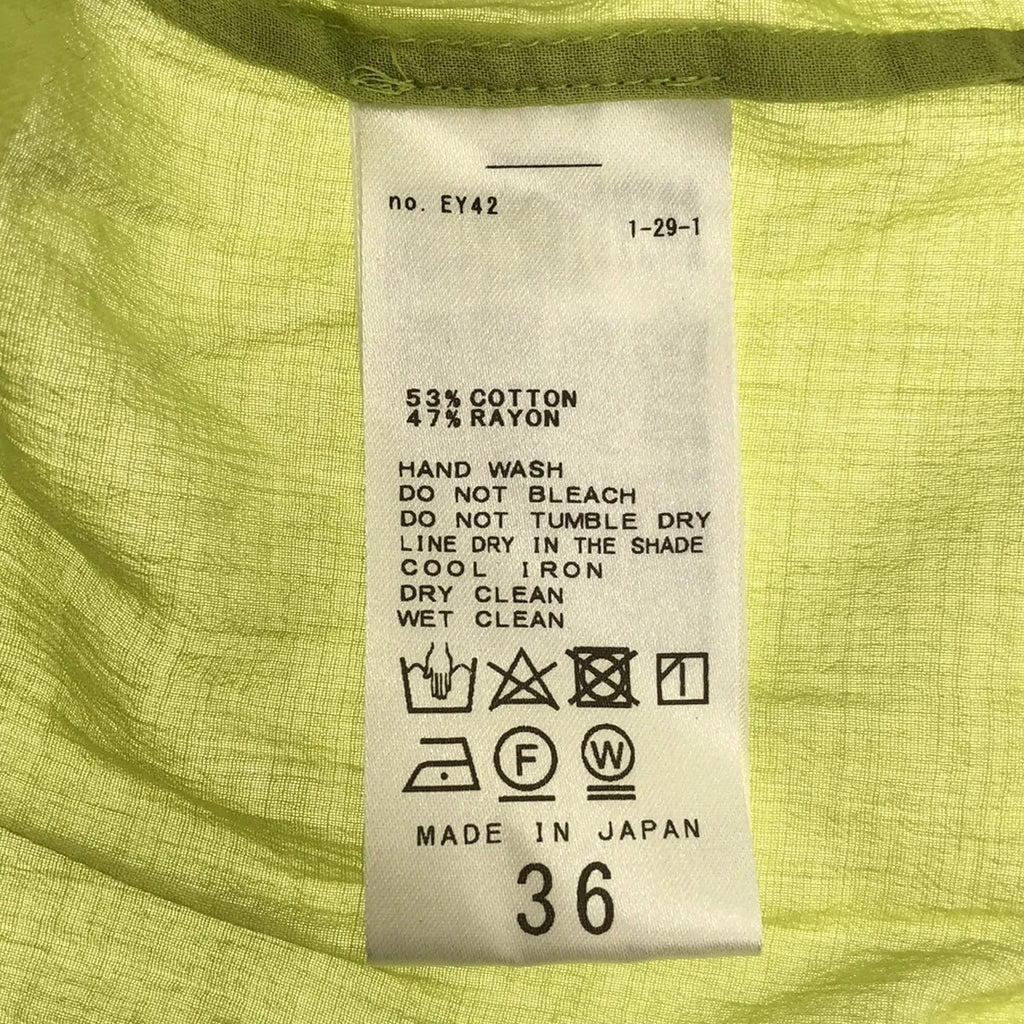 no. EY42
1-29-1
53% COTTON
47% RAYON
HAND WASH
DO NOT BLEACH
DO NOT TUMBLE DRY
LINE DRY IN THE SHADE
COOL IRON
DRY CLEAN
WET CLEAN
F W
MADE IN JAPAN
36